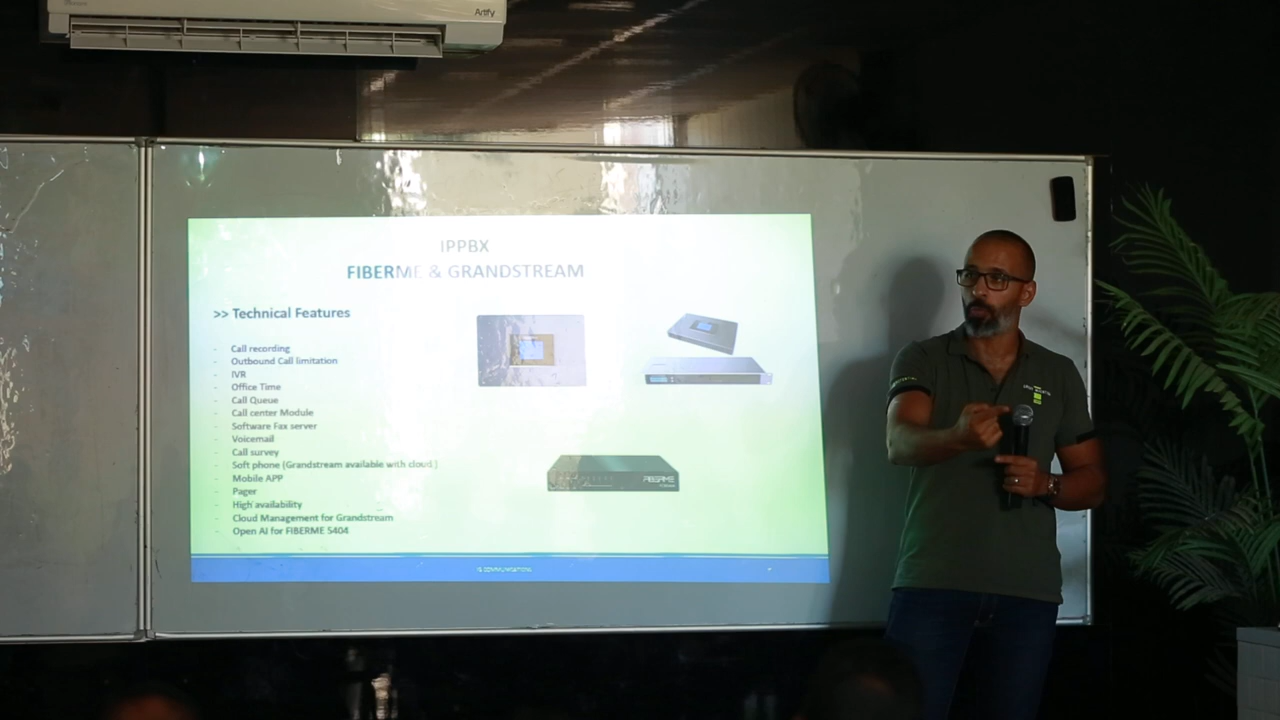 Artify
IPPBX
FIBERME & GRANDSTREAM
>> Technical Features
- Call recording
- Outbound Call limitation
- IVR
- Office Time
- Call Queue
- Call center Module
- Software Fax server
- Voicemail
- Call survey
- Soft phone (Grandstream available with cloud)
- Mobile APP
- Pager
- High availability
- Cloud Management for Grandstream
- Open AI for FIBERME S404
FIBERME